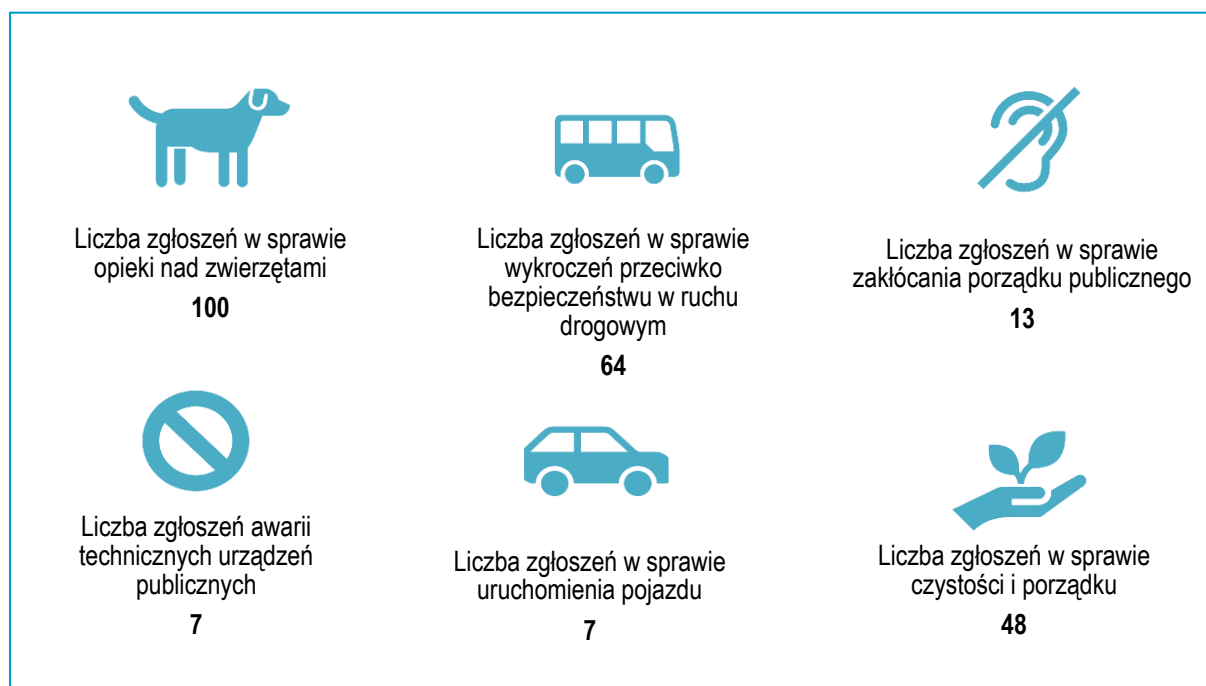 Liczba zgłoszeń w sprawie
opieki nad zwierzętami
100
Liczba zgłoszeń w sprawie
wykroczeń przeciwko
bezpieczeństwu w ruchu
drogowym
64
Liczba zgłoszeń w sprawie
zakłócania porządku publicznego
13
Liczba zgłoszeń awarii
technicznych urządzeń
publicznych
7
Liczba zgłoszeń w sprawie
uruchomienia pojazdu
7
Liczba zgłoszeń w sprawie
czystości i porządku
48